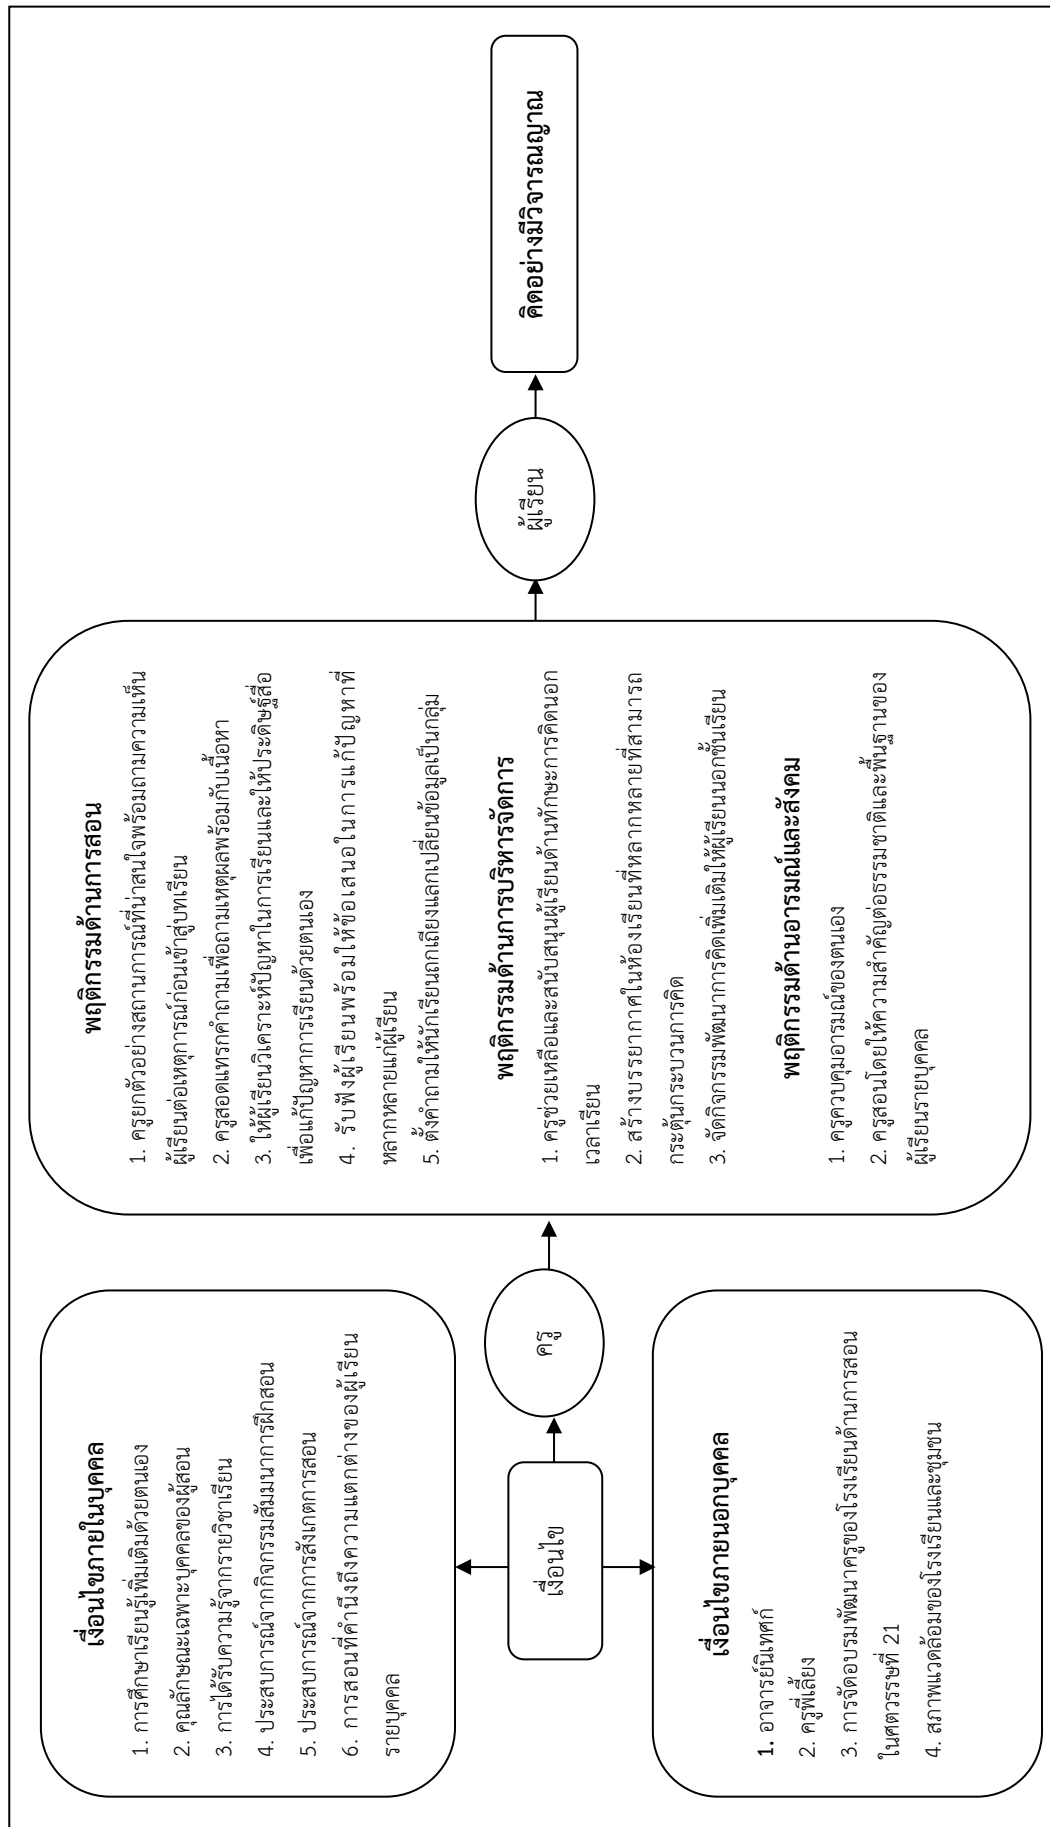 เงื่อนไขภายในบุคคล
1. การศึกษาเรียนรู้เพิ่มเติมด้วยตนเอง
2. คุณลักษณะเฉพาะบุคคลของผู้สอน
3. การได้รับความรู้จากรายวิชาเรียน
4. ประสบการณ์จากกิจกรรมสัมมนาการฝึกสอน
5. ประสบการณ์จากการสังเกตการสอน
6. การสอนที่คำนึงถึงความแตกต่างของผู้เรียน
รายบุคคล
เงื่อนไข
เงื่อนไขภายนอกบุคคล
1. อาจารย์นิเทศก์
2. ครูพี่เลี้ยง
3. การจัดอบรมพัฒนาครูของโรงเรียนด้านการสอน
ในศตวรรษที่ 21
4. สภาพแวดล้อมของโรงเรียนและชุมชน
ครู
พฤติกรรมด้านการสอน
1. ครูยกตัวอย่างสถานการณ์ที่น่าสนใจพร้อมถามความเห็น
ผู้เรียนต่อเหตุการณ์ก่อนเข้าสู่บทเรียน
2. ครูสอดแทรกคำถามเพื่อถามเหตุผลพร้อมกับเนื้อหา
3. ให้ผู้เรียนวิเคราะห์ปัญหาในการเรียนและให้ประดิษฐ์สื่อ
เพื่อแก้ปัญหาการเรียนด้วยตนเอง
4. รับฟังผู้เรียนพร้อมให้ข้อเสนอในการแก้ปัญหาที่
หลากหลายแก่ผู้เรียน
5. ตั้งคำถามให้นักเรียนถกเถียงแลกเปลี่ยนข้อมูลเป็นกลุ่ม
พฤติกรรมด้านการบริหารจัดการ
1. ครูช่วยเหลือและสนับสนุนผู้เรียนด้านทักษะการคิดนอก
เวลาเรียน
2. สร้างบรรยากาศในห้องเรียนที่หลากหลายที่สามารถ
กระตุ้นกระบวนการคิด
3. จัดกิจกรรมพัฒนาการคิดเพิ่มเติมให้ผู้เรียนนอกชั้นเรียน
พฤติกรรมด้านอารมณ์และสังคม
1. ครูควบคุมอารมณ์ของตนเอง
2. ครูสอนโดยให้ความสำคัญต่อธรรมชาติและพื้นฐานของ
ผู้เรียนรายบุคคล
ผู้เรียน
คิดอย่างมีวิจารณญาณ